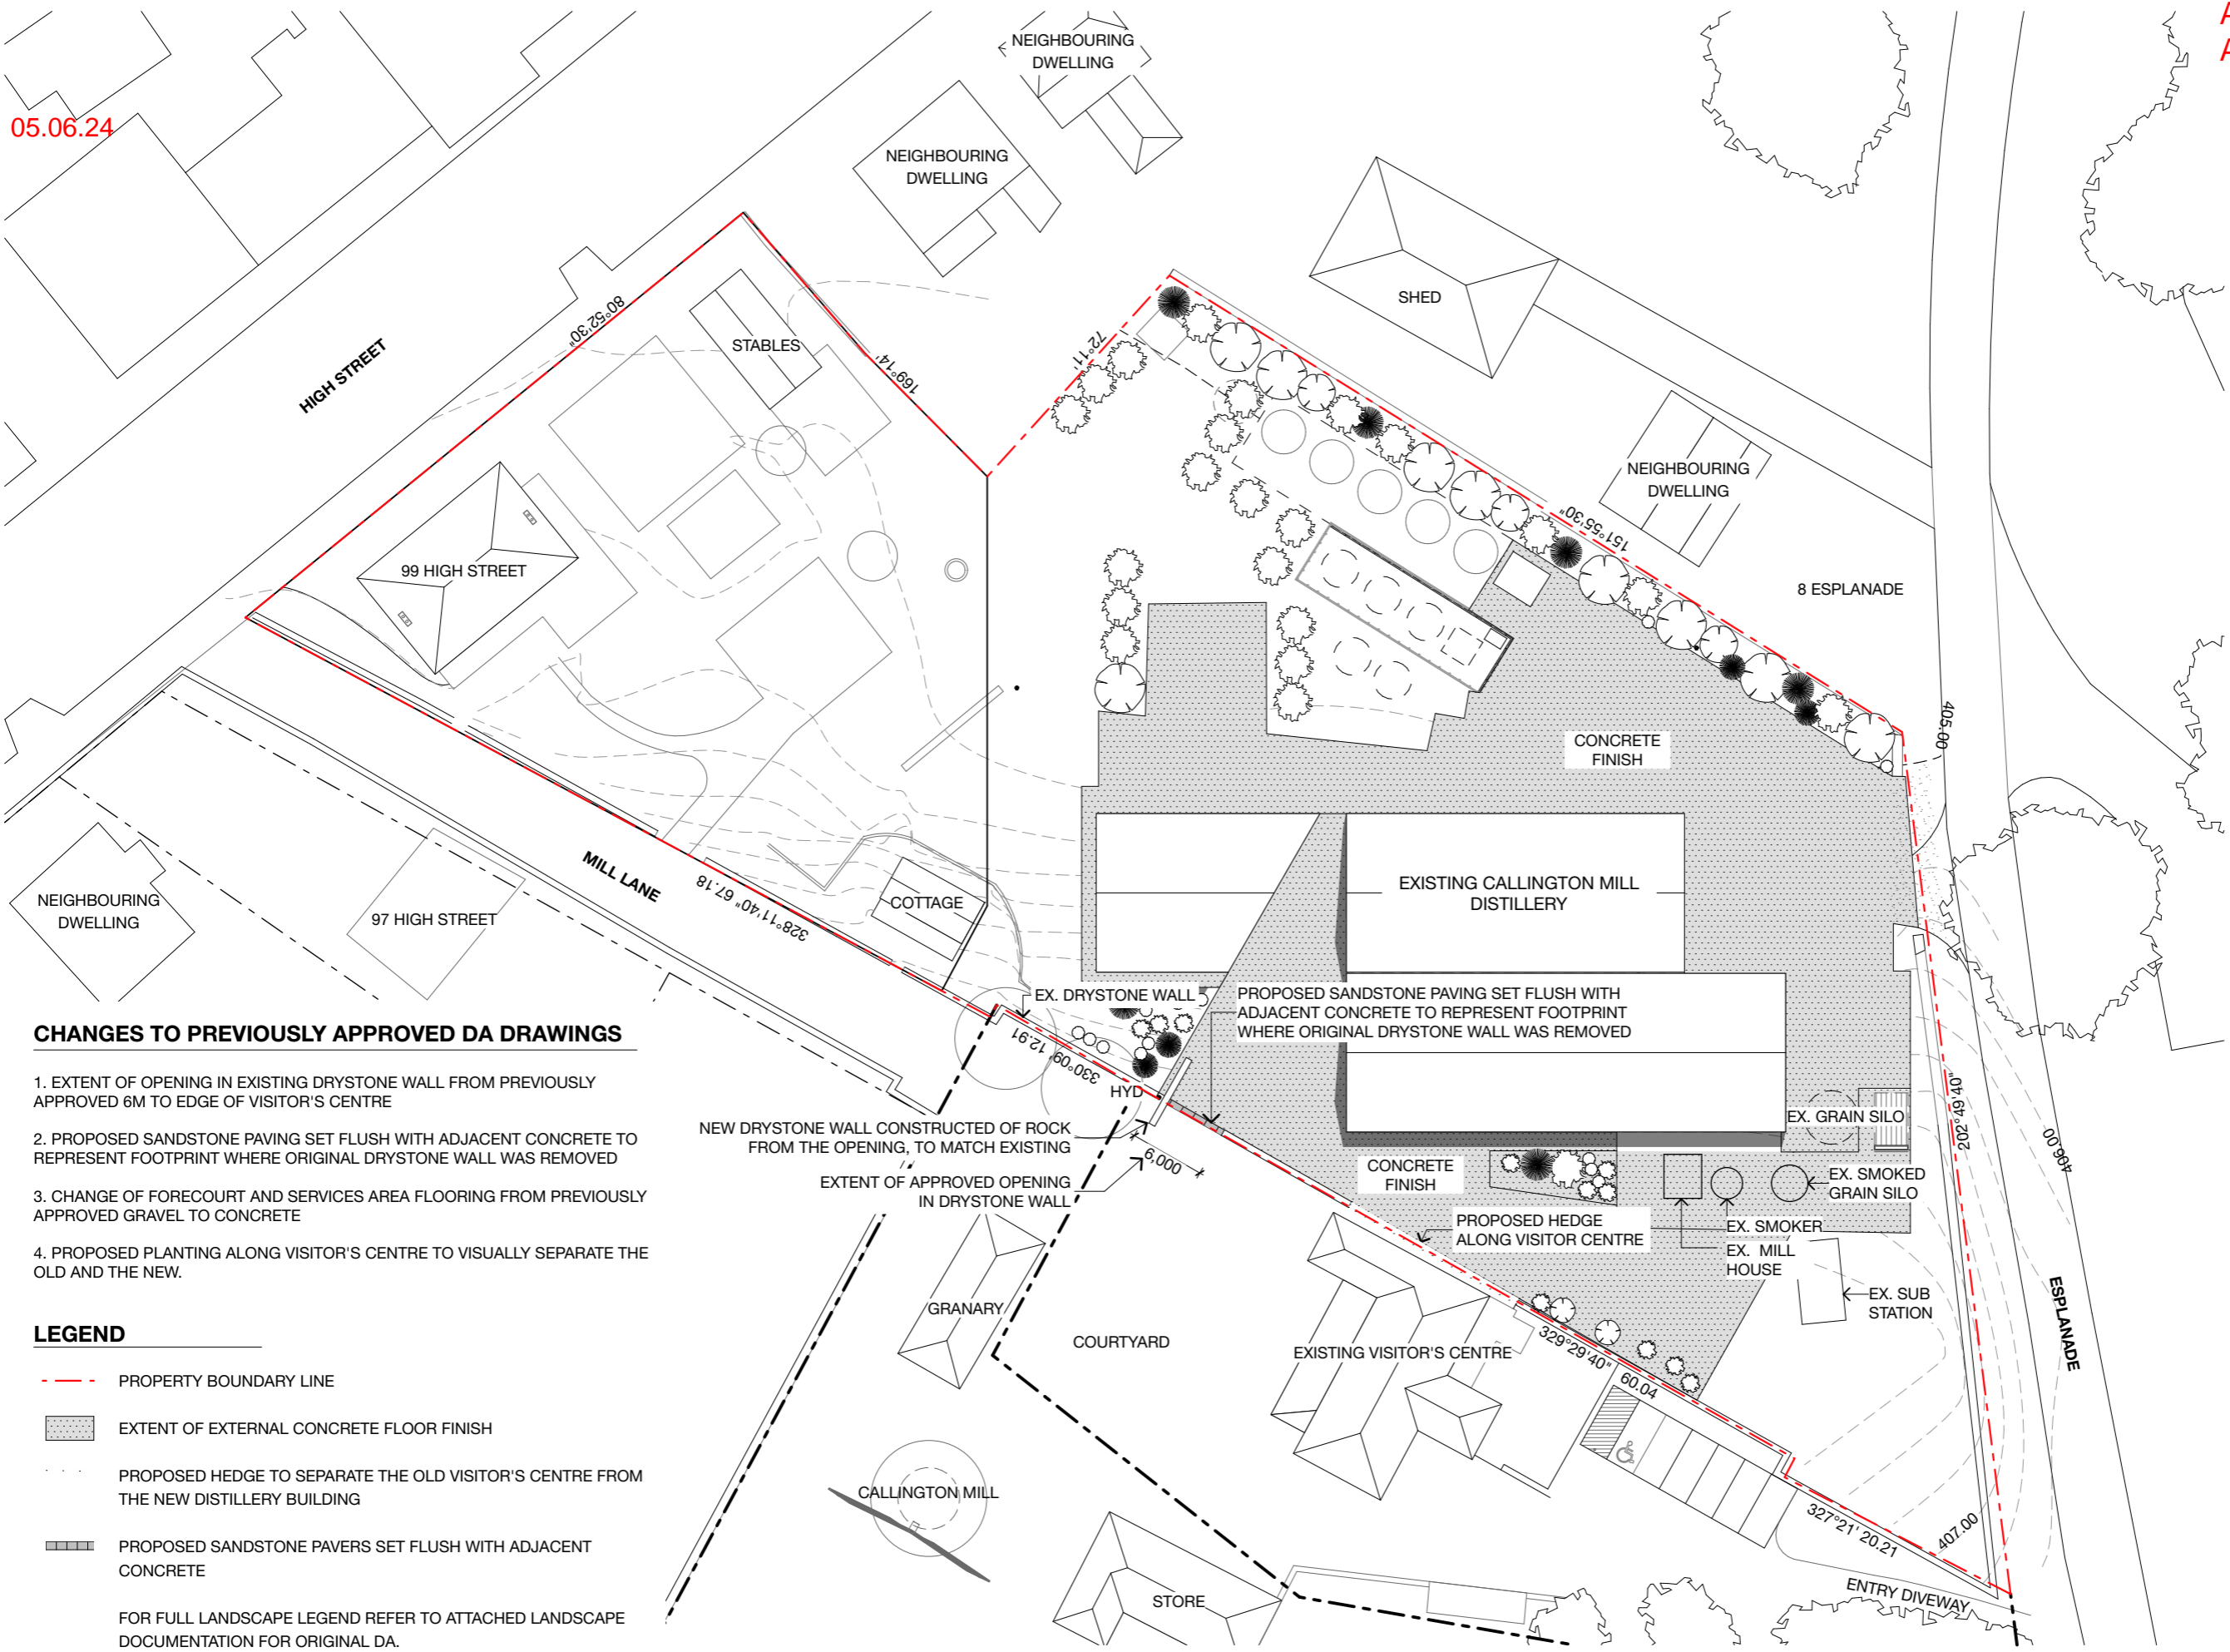 05.06.24
A
A
NEIGHBOURING
DWELLING
NEIGHBOURING
DWELLING
SHED
HIGH STREET
80°52'30"
STABLES
169°14'
72°11'
NEIGHBOURING
DWELLING
151°55'30"
99 HIGH STREET
8 ESPLANADE
405.00
CONCRETE
FINISH
MILL LANE
328°11'40" 67.18
COTTAGE
NEIGHBOURING
DWELLING
97 HIGH STREET
EXISTING CALLINGTON MILL
DISTILLERY
EX. DRYSTONE WALL
PROPOSED SANDSTONE PAVING SET FLUSH WITH
ADJACENT CONCRETE TO REPRESENT FOOTPRINT
WHERE ORIGINAL DRYSTONE WALL WAS REMOVED
330°09' 12.91
HYD
202°49'40"
406.00
EX. GRAIN SILO
NEW DRYSTONE WALL CONSTRUCTED OF ROCK
FROM THE OPENING, TO MATCH EXISTING
6,000
EXTENT OF APPROVED OPENING
IN DRYSTONE WALL
CONCRETE
FINISH
EX. SMOKED
GRAIN SILO
PROPOSED HEDGE
ALONG VISITOR CENTRE
EX. SMOKER
EX. MILL
HOUSE
EX. SUB
STATION
ESPLANADE
GRANARY
COURTYARD
EXISTING VISITOR'S CENTRE
329°29'40"
60.04
CALLINGTON MILL
327°21' 20.21
407.00
ENTRY DIVEWAY
STORE
CHANGES TO PREVIOUSLY APPROVED DA DRAWINGS
1. EXTENT OF OPENING IN EXISTING DRYSTONE WALL FROM PREVIOUSLY
APPROVED 6M TO EDGE OF VISITOR'S CENTRE
2. PROPOSED SANDSTONE PAVING SET FLUSH WITH ADJACENT CONCRETE TO
REPRESENT FOOTPRINT WHERE ORIGINAL DRYSTONE WALL WAS REMOVED
3. CHANGE OF FORECOURT AND SERVICES AREA FLOORING FROM PREVIOUSLY
APPROVED GRAVEL TO CONCRETE
4. PROPOSED PLANTING ALONG VISITOR'S CENTRE TO VISUALLY SEPARATE THE
OLD AND THE NEW.
LEGEND
PROPERTY BOUNDARY LINE
EXTENT OF EXTERNAL CONCRETE FLOOR FINISH
PROPOSED HEDGE TO SEPARATE THE OLD VISITOR'S CENTRE FROM
THE NEW DISTILLERY BUILDING
PROPOSED SANDSTONE PAVERS SET FLUSH WITH ADJACENT
CONCRETE
FOR FULL LANDSCAPE LEGEND REFER TO ATTACHED LANDSCAPE
DOCUMENTATION FOR ORIGINAL DA.